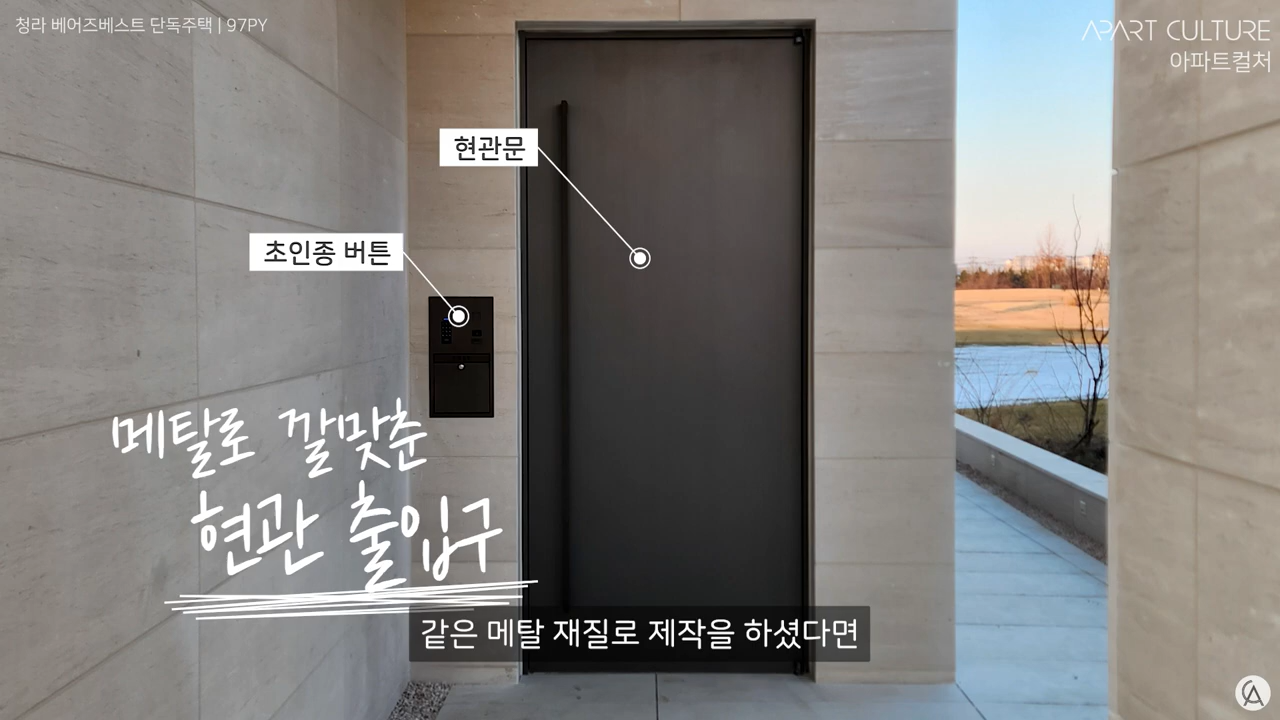 청라 베어즈베스트 단독주택 | 97PY
APART CULTURE
아파트컬처
현관문
초인종 버튼
메탈로 깔맞춘
현관 출입구
같은 메탈 재질로 제작을 하셨다면
CA